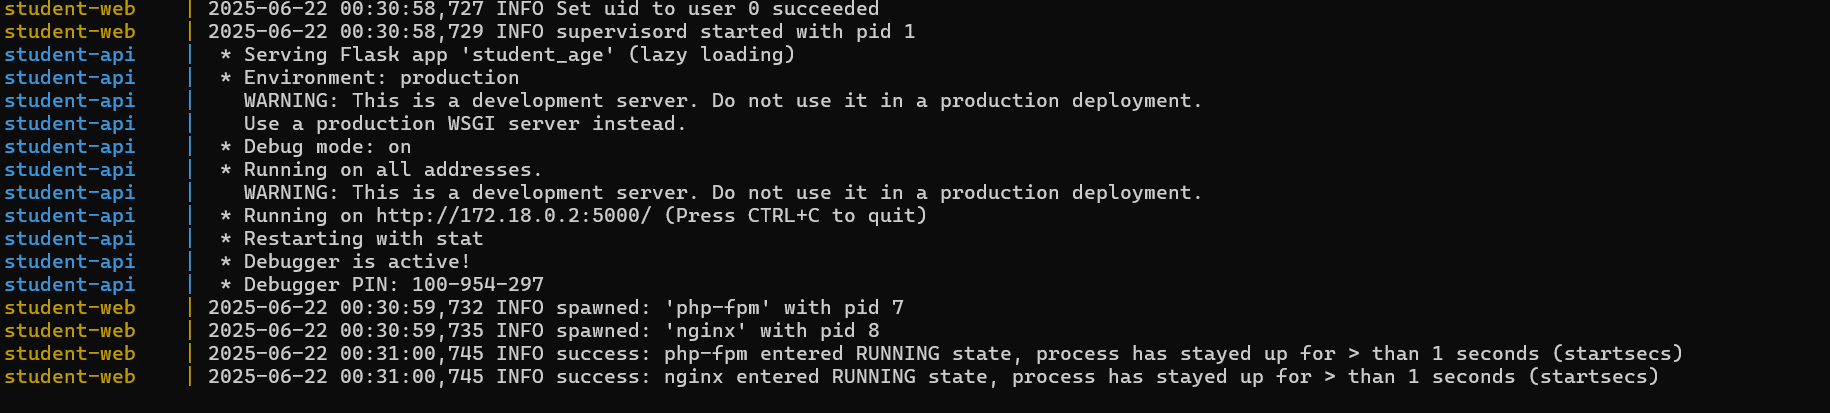 student-web | 2025-06-22 00:30:58,727 INFO Set uid to user 0 succeeded
student-web | 2025-06-22 00:30:58,729 INFO supervisord started with pid 1
student-api | * Serving Flask app 'student_age' (lazy loading)
student-api | * Environment: production
student-api | WARNING: This is a development server. Do not use it in a production deployment.
student-api | Use a production WSGI server instead.
student-api | * Debug mode: on
student-api | * Running on all addresses.
student-api | WARNING: This is a development server. Do not use it in a production deployment.
student-api | * Running on http://172.18.0.2:5000/ (Press CTRL+C to quit)
student-api | * Restarting with stat
student-api | * Debugger is active!
student-api | * Debugger PIN: 100-954-297
student-web | 2025-06-22 00:30:59,732 INFO spawned: 'php-fpm' with pid 7
student-web | 2025-06-22 00:30:59,735 INFO spawned: 'nginx' with pid 8
student-web | 2025-06-22 00:31:00,745 INFO success: php-fpm entered RUNNING state, process has stayed up for > than 1 seconds (startsecs)
student-web | 2025-06-22 00:31:00,745 INFO success: nginx entered RUNNING state, process has stayed up for > than 1 seconds (startsecs)